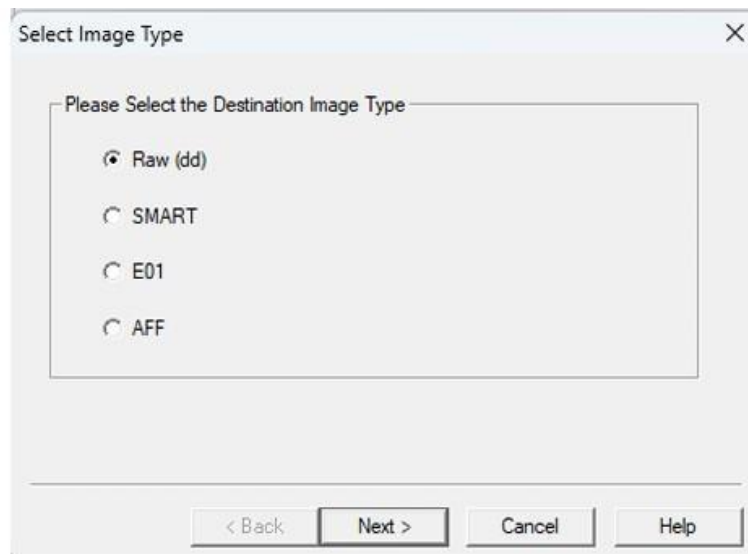 Select Image Type
Please Select the Destination Image Type
Raw (dd)
SMART
E01
AFF
< Back Next > Cancel Help